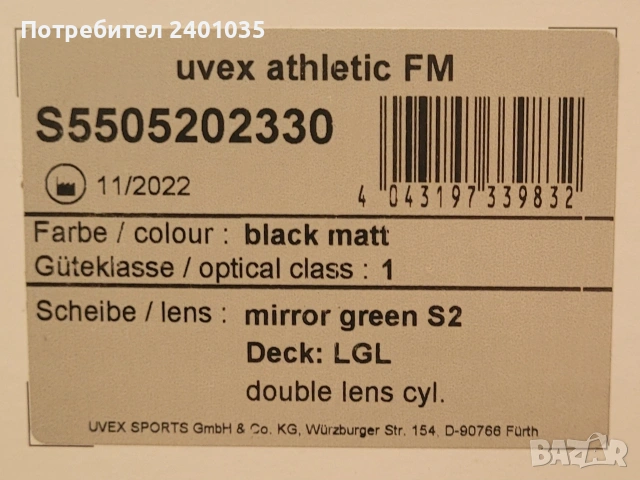 Потребител 2401035
uvex athletic FM
S5505202330
11/2022
4 043197 339832
Farbe / colour : black matt
Güteklasse / optical class : 1
Scheibe / lens : mirror green S2
Deck: LGL
double lens cyl.
UVEX SPORTS GmbH & Co. KG, Würzburger Str. 154, D-90766 Fürth
BAZAR